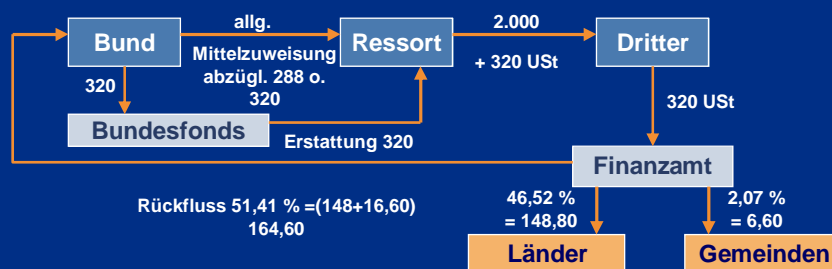 allg.
2.000
Bund
Ressort
Dritter
Mittelzuweisung
abzügl. 288 o.
320
+ 320 USt
320
320 USt
Bundesfonds
Erstattung 320
Finanzamt
Rückfluss 51,41 % =(148+16,60)
164,60
46,52 %
= 148,80
2,07 %
= 6,60
Länder
Gemeinden